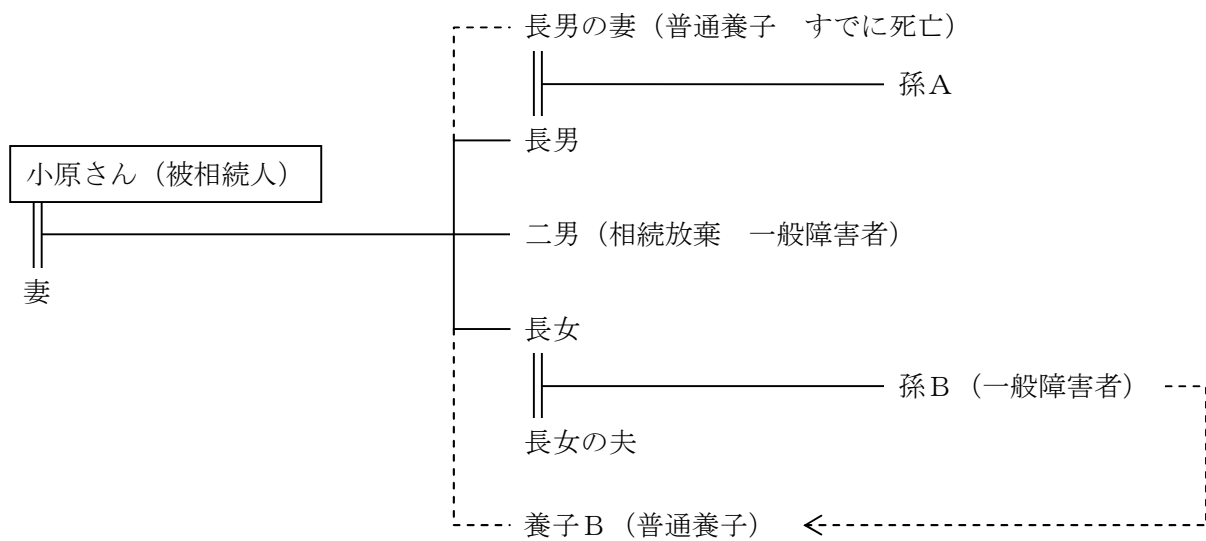 長男の妻（普通養子　すでに死亡）
孫Ａ
長男
小原さん（被相続人）
二男（相続放棄　一般障害者）
妻
長女
孫Ｂ（一般障害者）
長女の夫
養子Ｂ（普通養子）